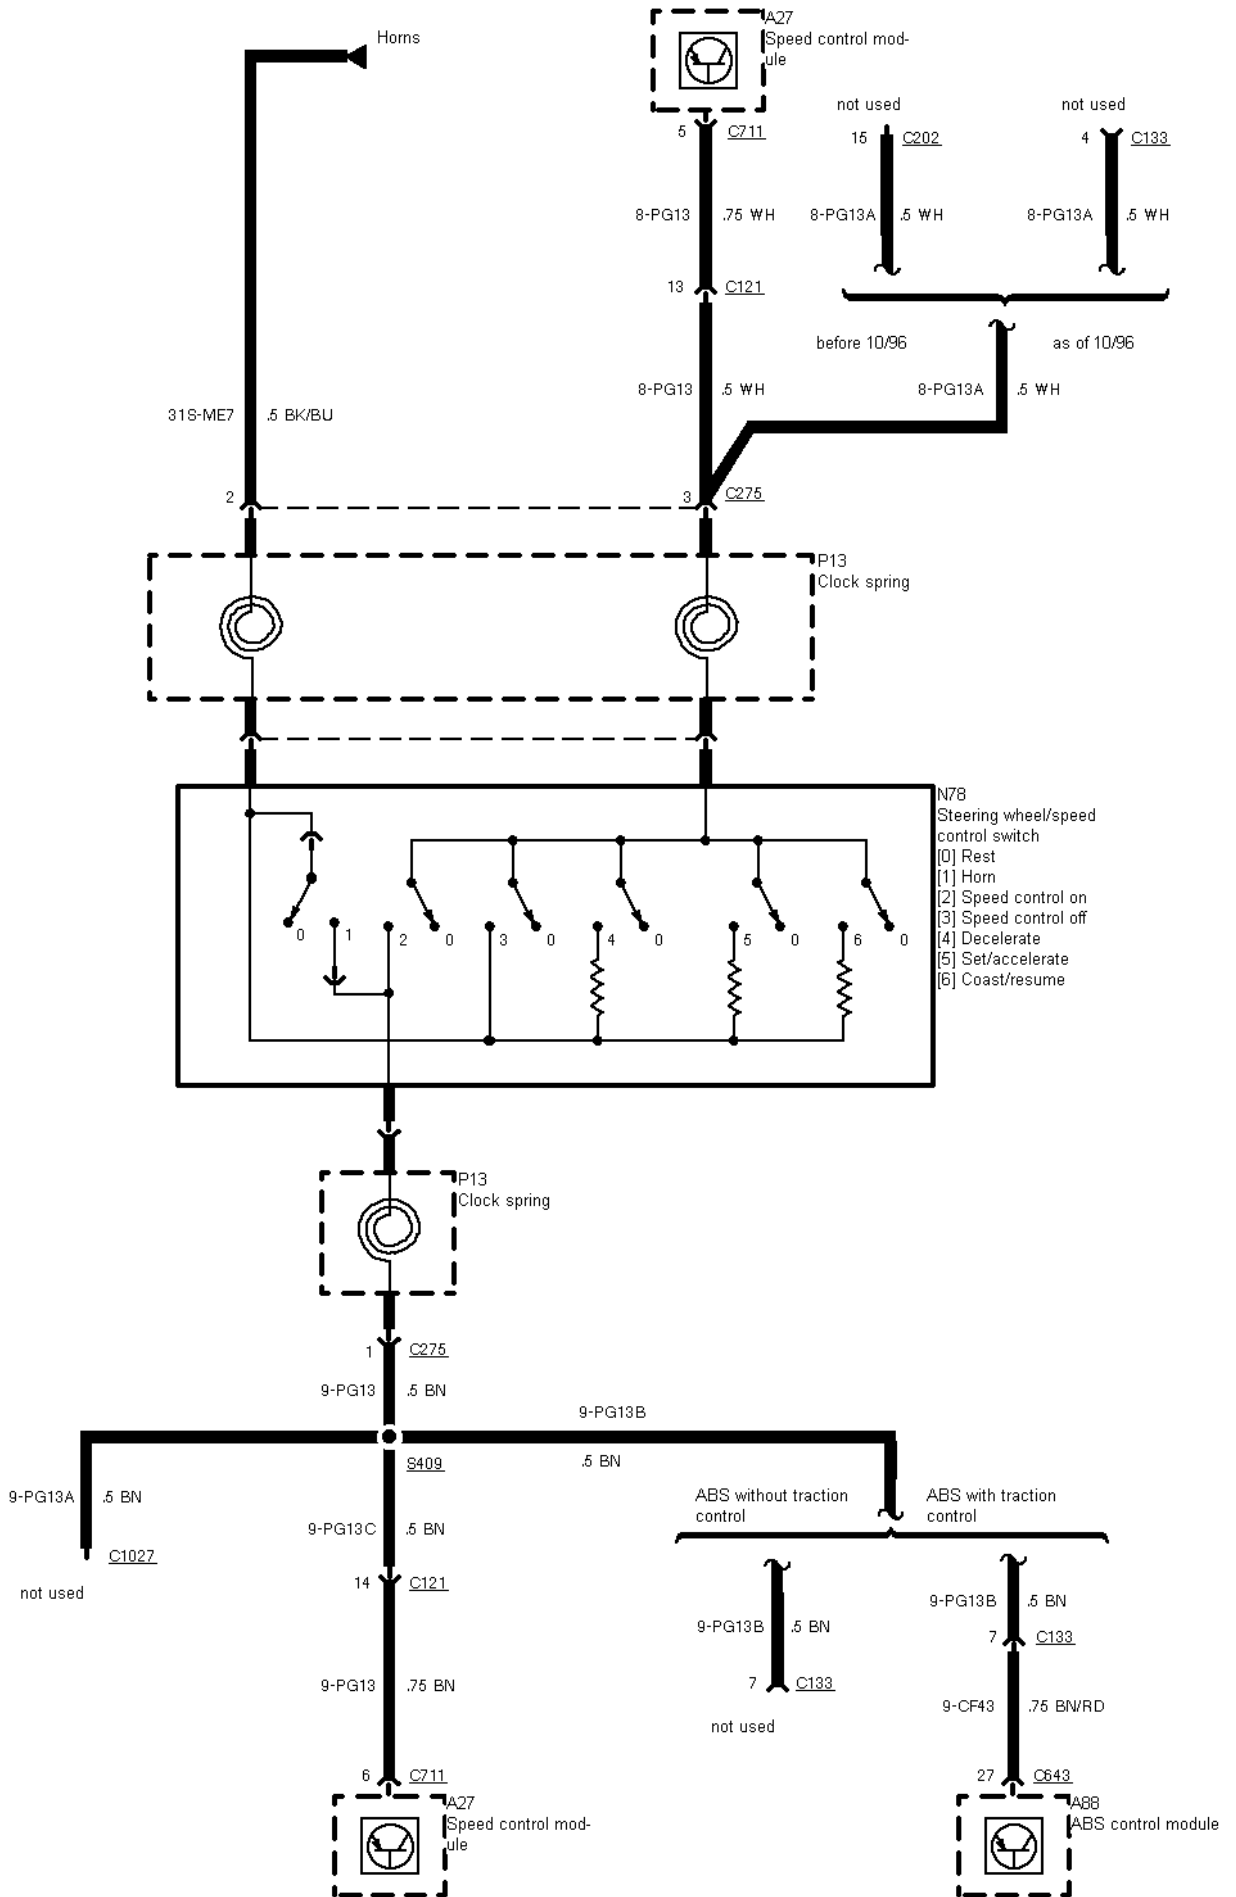 Horns
A27
Speed control mod-
ule
5 C711
not used
15 C202
not used
4 C133
8-PG13 .75 WH
8-PG13A .5 WH
8-PG13A .5 WH
13 C121
before 10/96
as of 10/96
8-PG13 .5 WH
8-PG13A .5 WH
31S-ME7 .5 BK/BU
2
3 C275
P13
Clock spring
N78
Steering wheel/speed
control switch
[0] Rest
[1] Horn
[2] Speed control on
[3] Speed control off
[4] Decelerate
[5] Set/accelerate
[6] Coast/resume
0 1 2 0 3 0 4 0 5 0 6 0
P13
Clock spring
1 C275
9-PG13 .5 BN
9-PG13B
.5 BN
S409
9-PG13A .5 BN
C1027
not used
9-PG13C .5 BN
14 C121
ABS without traction
control
ABS with traction
control
9-PG13B .5 BN
7 C133
not used
9-PG13B .5 BN
7 C133
9-PG13 .75 BN
9-CF43 .75 BN/RD
6 C711
27 C643
A27
Speed control mod-
ule
A88
ABS control module